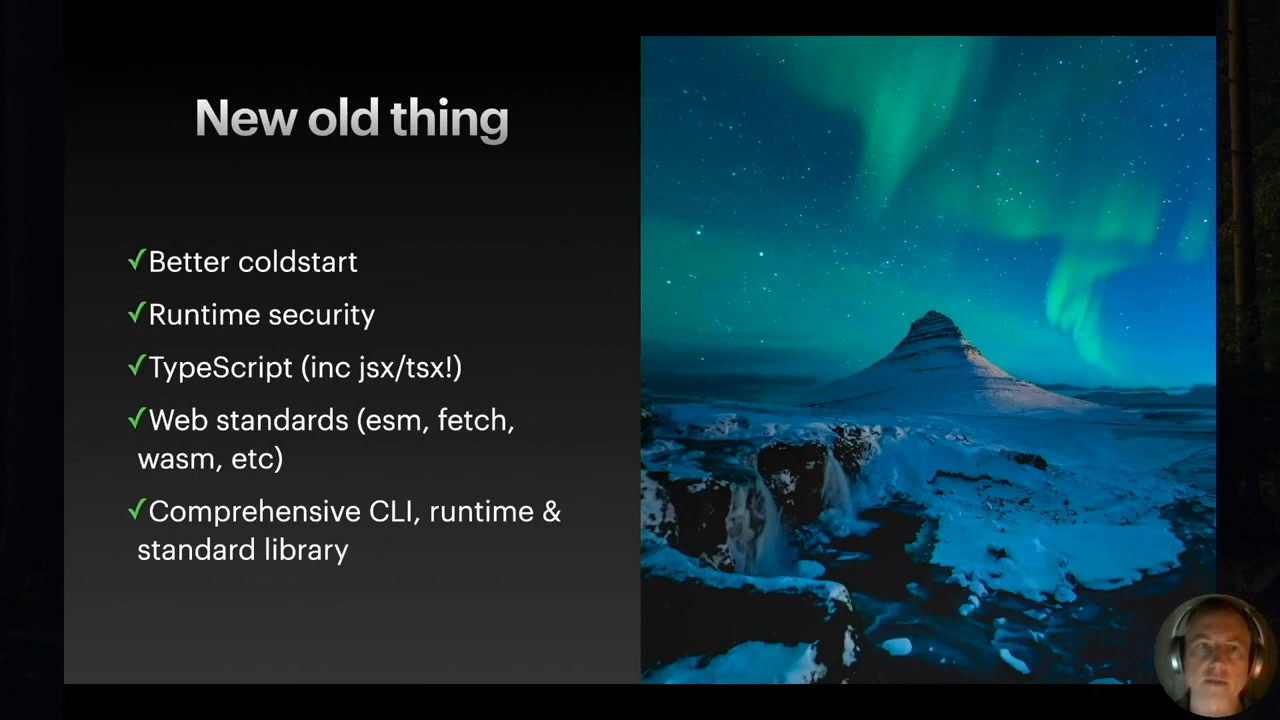 New old thing
✓Better coldstart
✓Runtime security
✓TypeScript (inc jsx/tsx!)
✓Web standards (esm, fetch,
wasm, etc)
✓Comprehensive CLI, runtime &
standard library